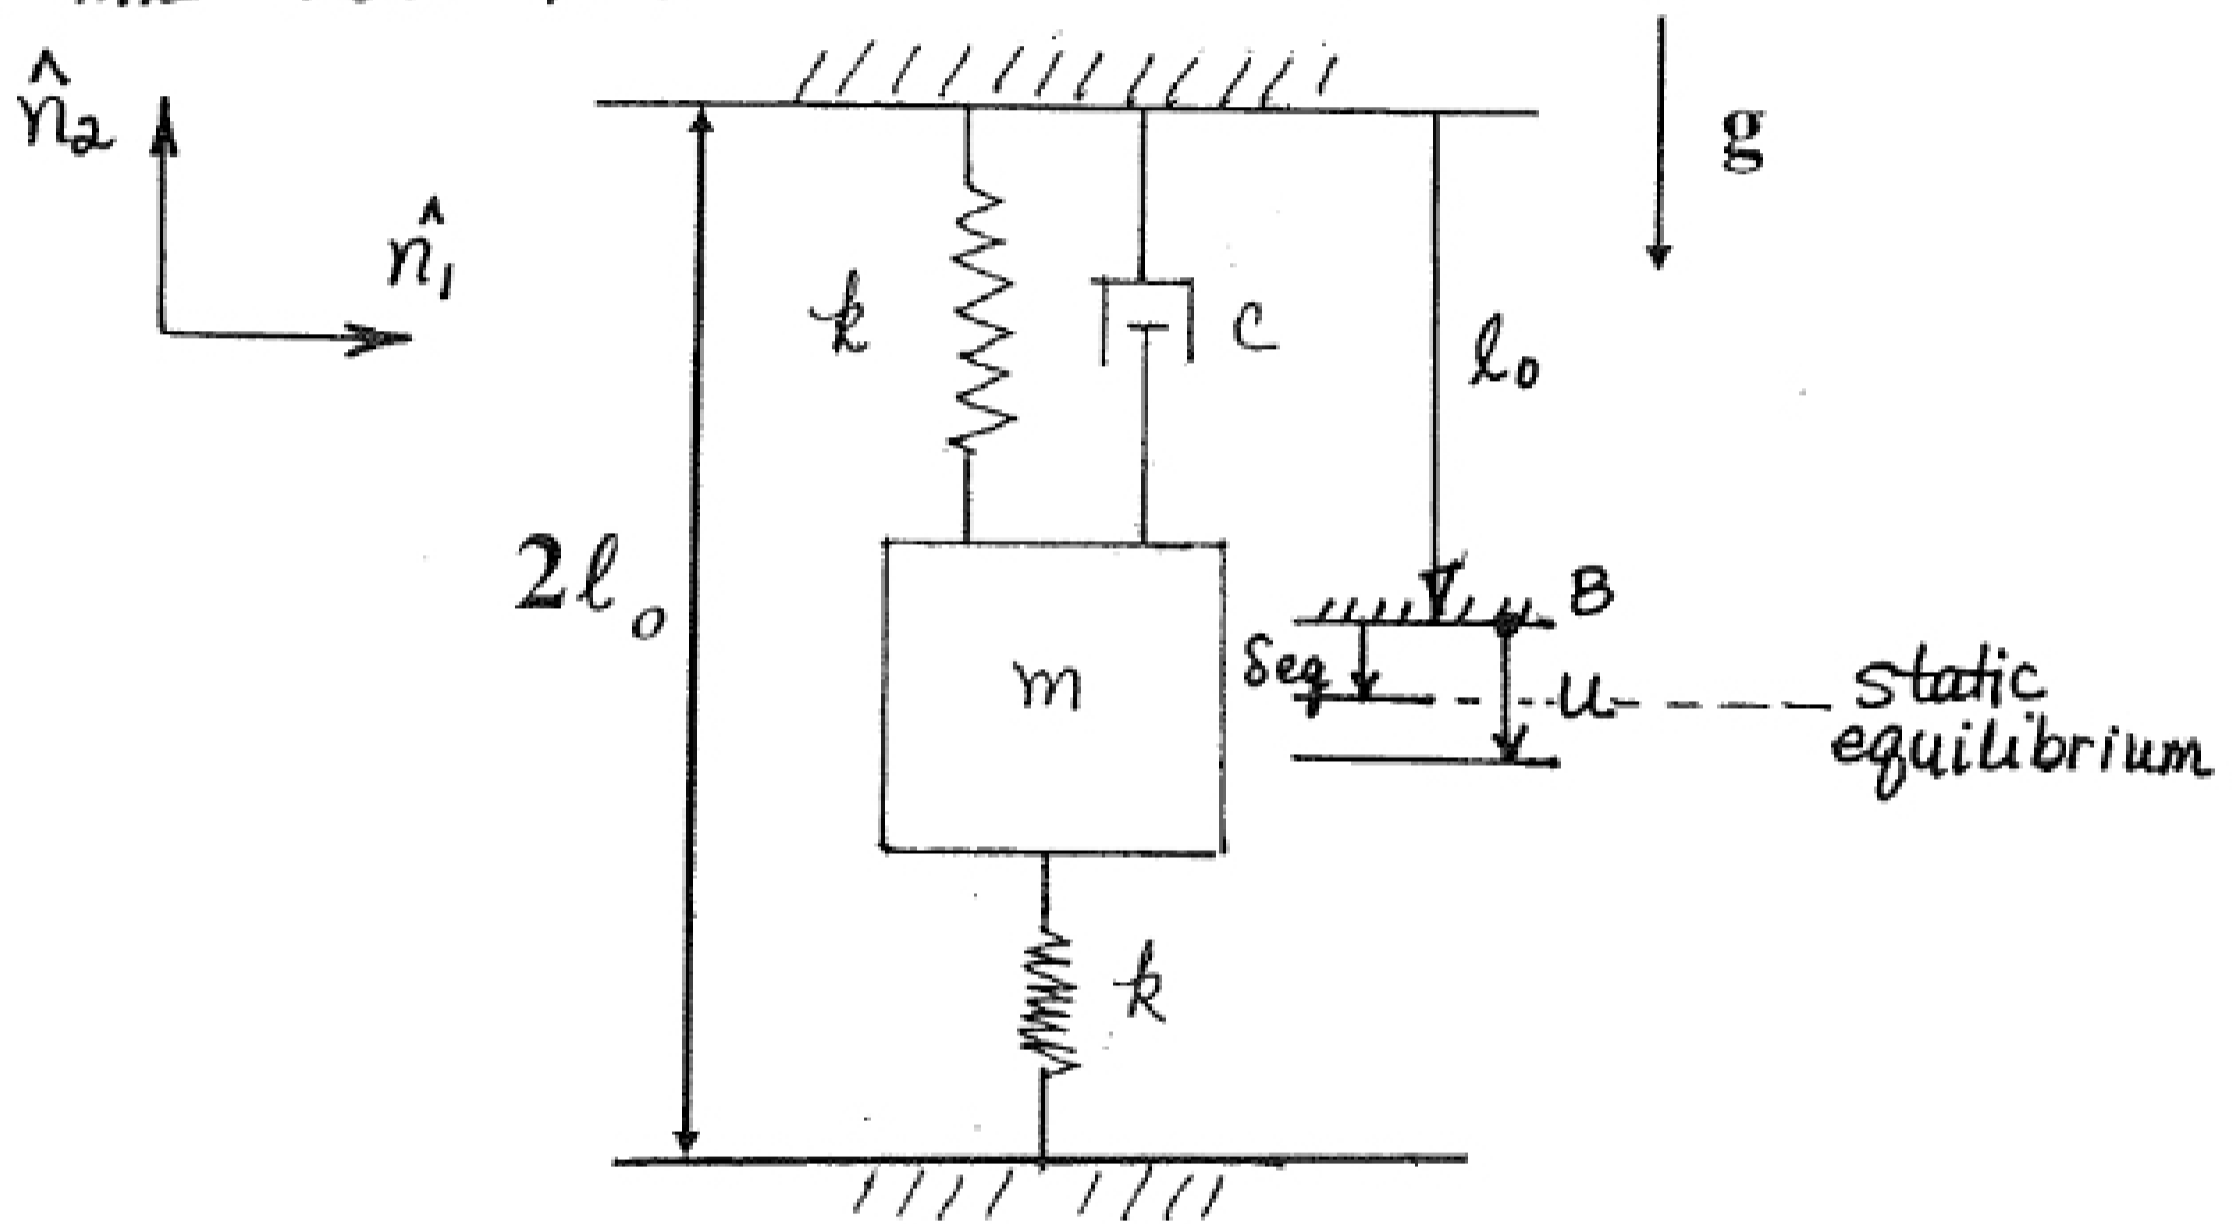 n̂₂
n̂₁
g
k
c
l₀
2l₀
B
m
δeq
u
static
equilibrium
k